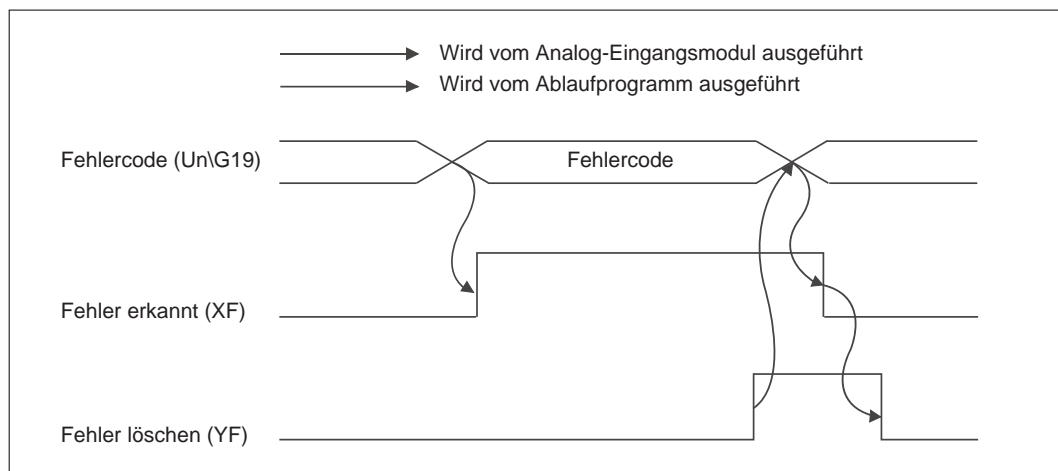 Wird vom Analog-Eingangsmodul ausgeführt
Wird vom Ablaufprogramm ausgeführt
Fehlercode (Un\G19)
Fehlercode
Fehler erkannt (XF)
Fehler löschen (YF)